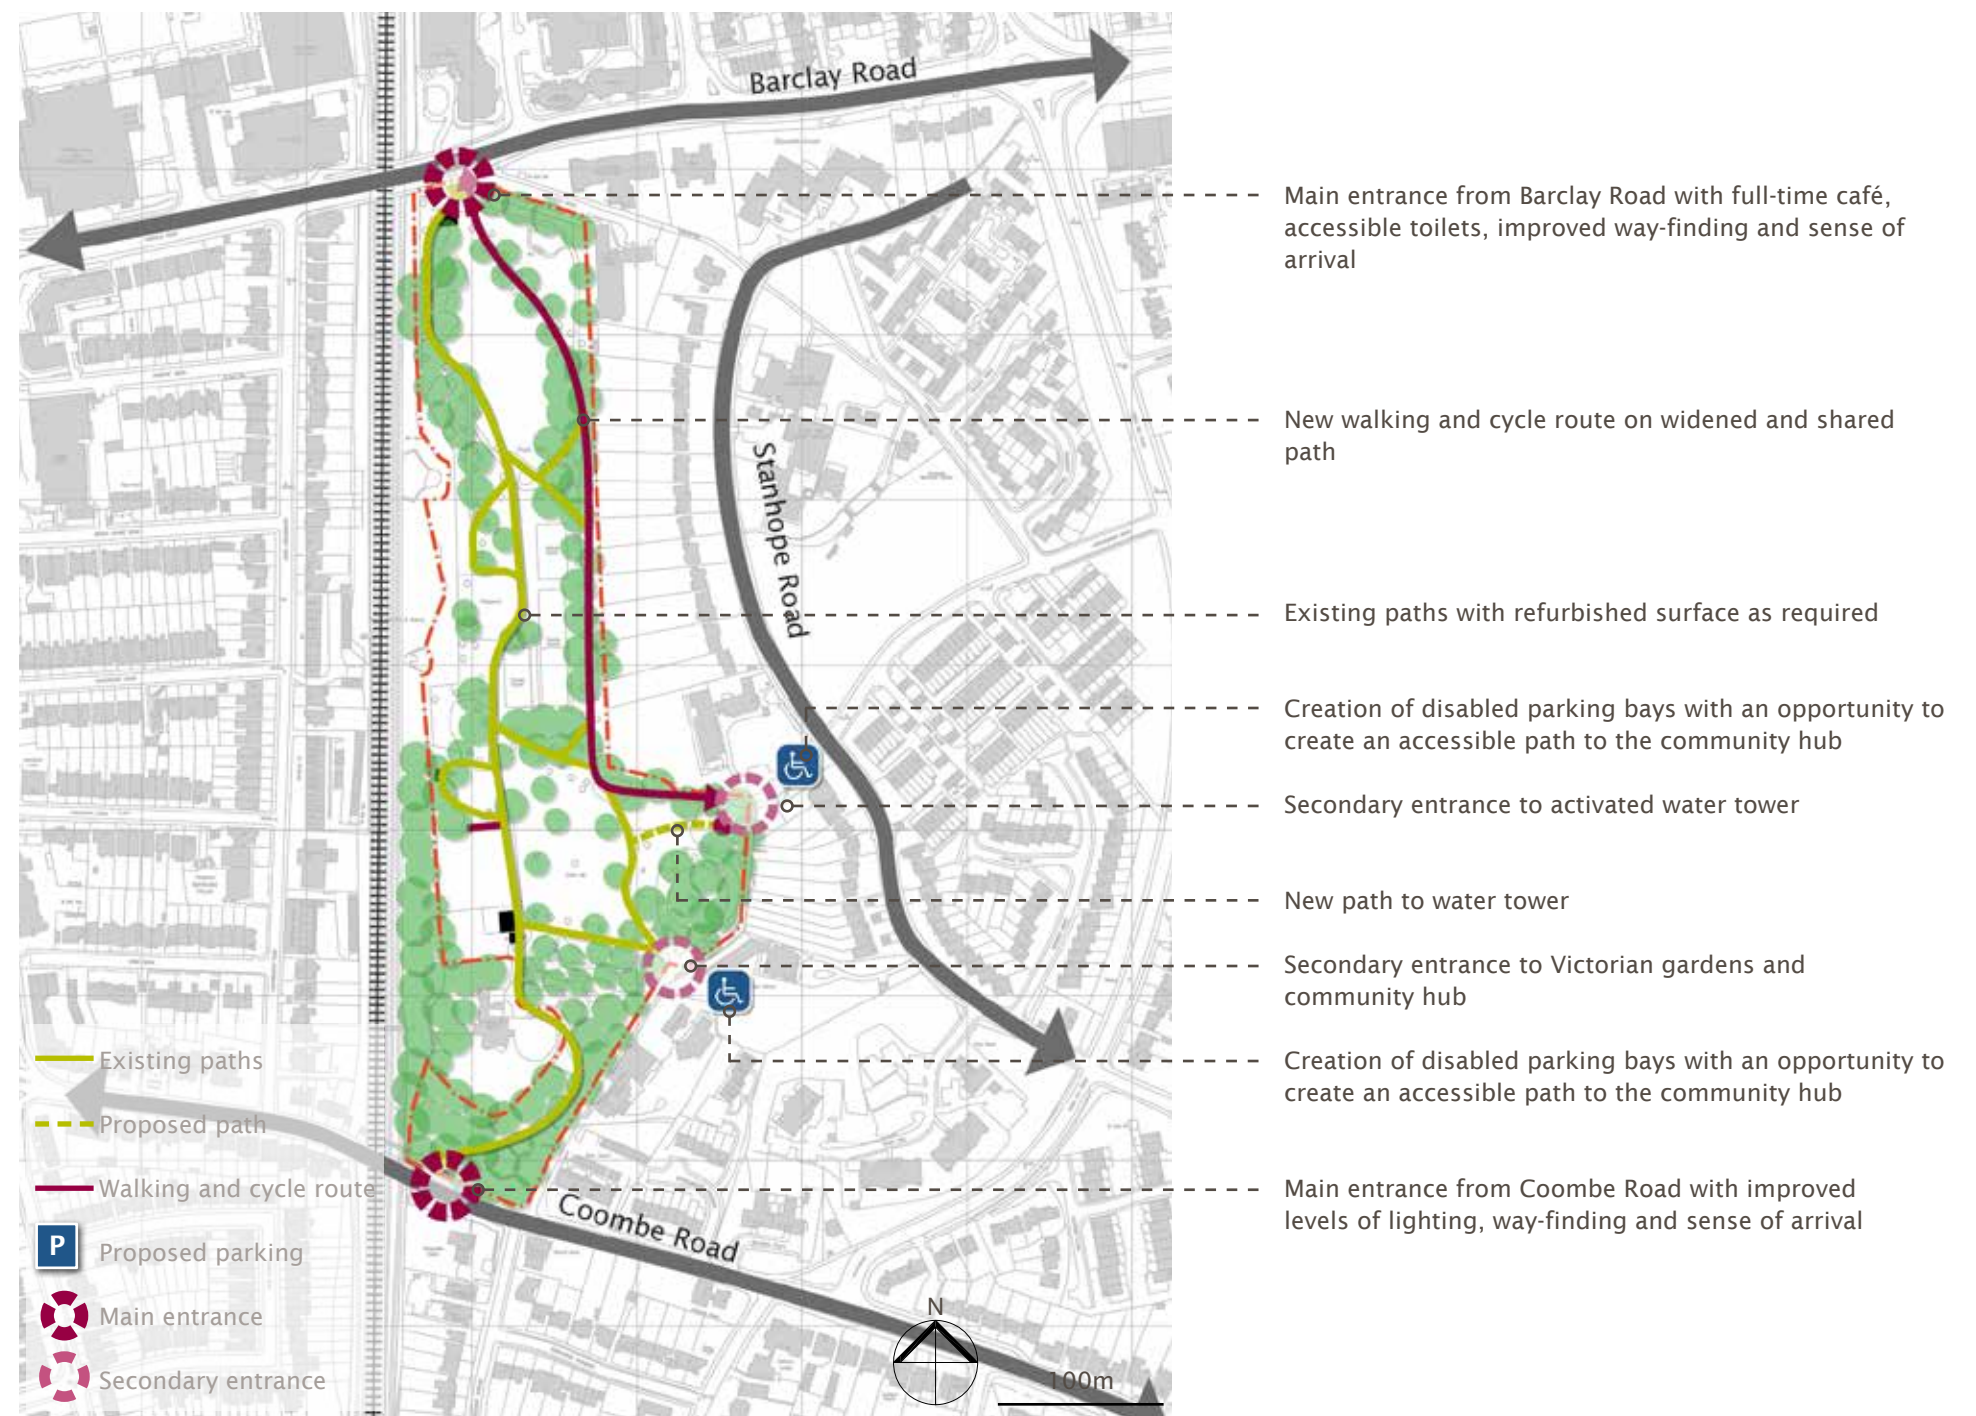 Barclay Road
Main entrance from Barclay Road with full-time café,
accessible toilets, improved way-finding and sense of
arrival
New walking and cycle route on widened and shared
path
Stanhope Road
Existing paths with refurbished surface as required
Creation of disabled parking bays with an opportunity to
create an accessible path to the community hub
Secondary entrance to activated water tower
New path to water tower
Secondary entrance to Victorian gardens and
community hub
Creation of disabled parking bays with an opportunity to
create an accessible path to the community hub
Main entrance from Coombe Road with improved
levels of lighting, way-finding and sense of arrival
Coombe Road
Existing paths
Proposed path
Walking and cycle route
P
Proposed parking
Main entrance
Secondary entrance
N
100m